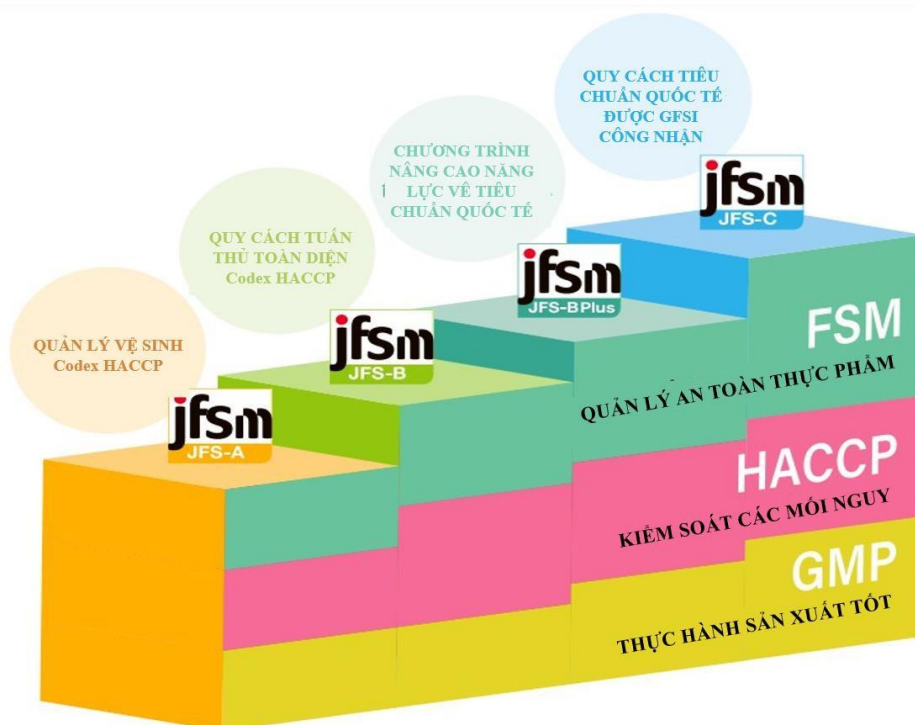 QUY CÁCH TIÊU
CHUẨN QUỐC TẾ
ĐƯỢC GFSI
CÔNG NHẬN
jfsm
JFS-C
CHƯƠNG TRÌNH
NÂNG CAO NĂNG
LỰC VỀ TIÊU
CHUẨN QUỐC TẾ
jfsm
JFS-BPlus
QUY CÁCH TUẤN
THỦ TOÀN DIỆN
Codex HACCP
jfsm
JFS-B
QUẢN LÝ VỆ SINH
Codex HACCP
jfsm
JFS-A
FSM
QUẢN LÝ AN TOÀN THỰC PHẨM
HACCP
KIỂM SOÁT CÁC MỐI NGUY
GMP
THỰC HÀNH SẢN XUẤT TỐT